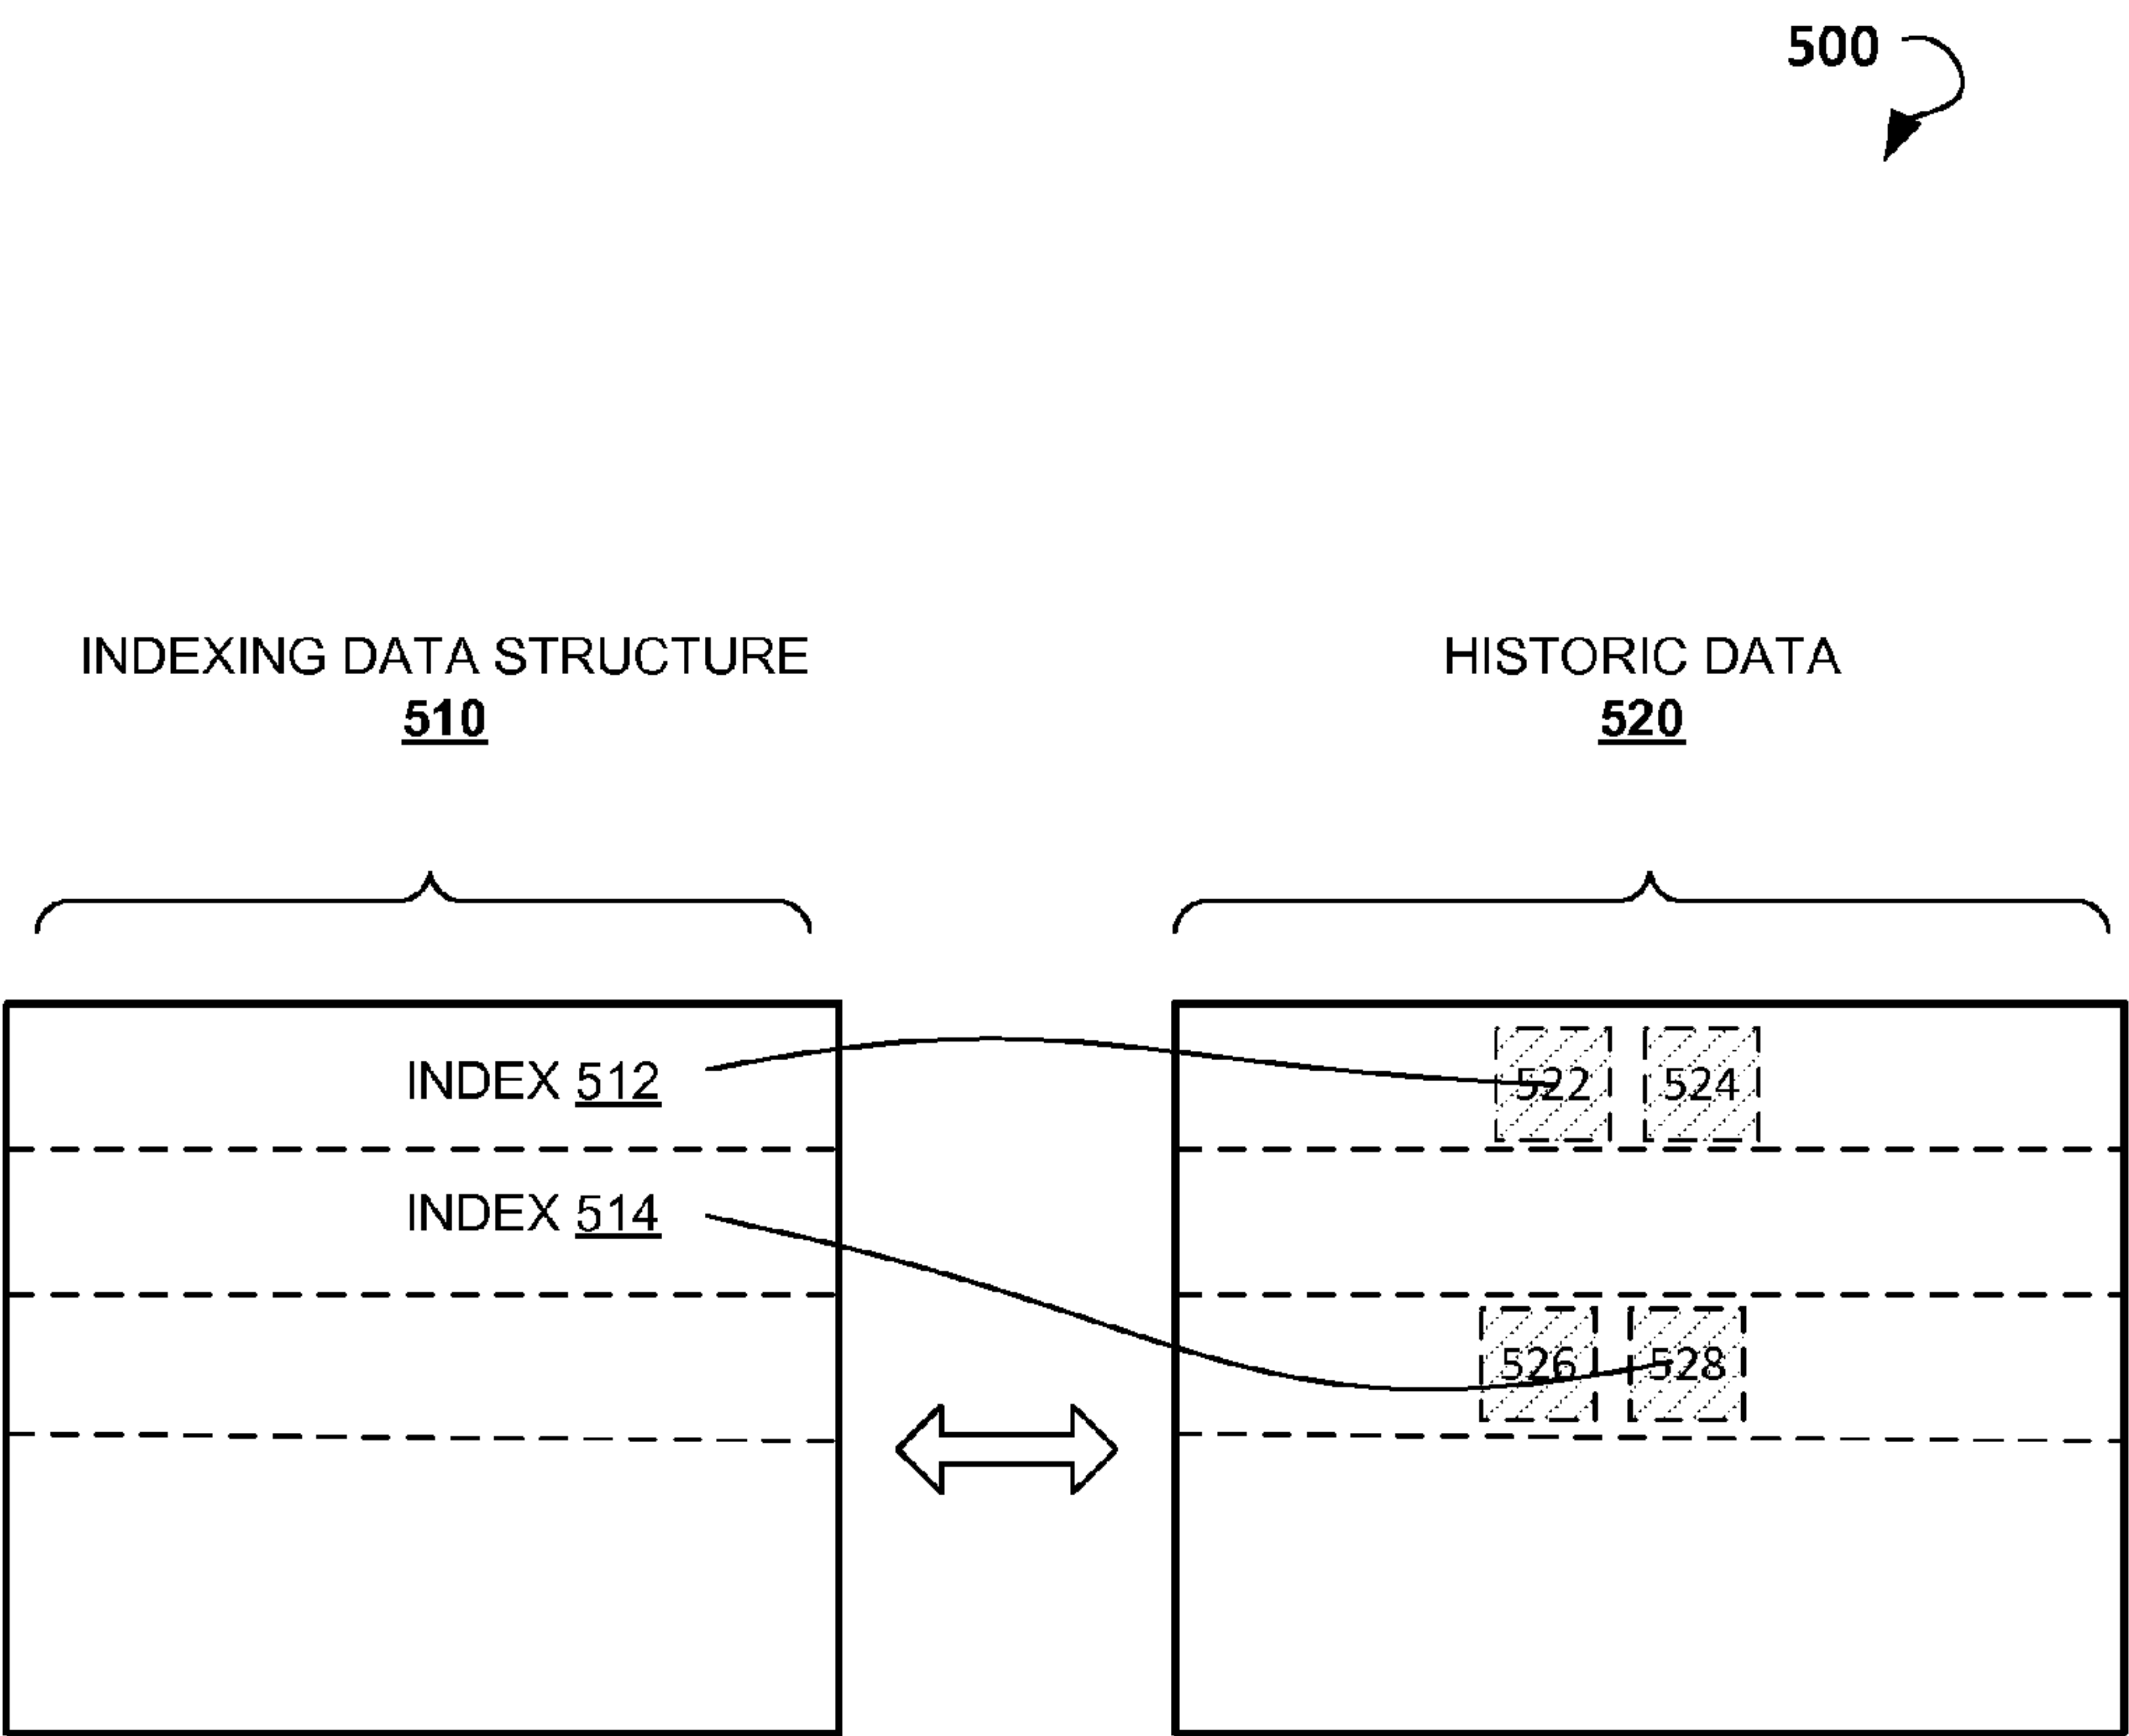 500
INDEXING DATA STRUCTURE
510
HISTORIC DATA
520
INDEX 512
522 524
INDEX 514
526 528